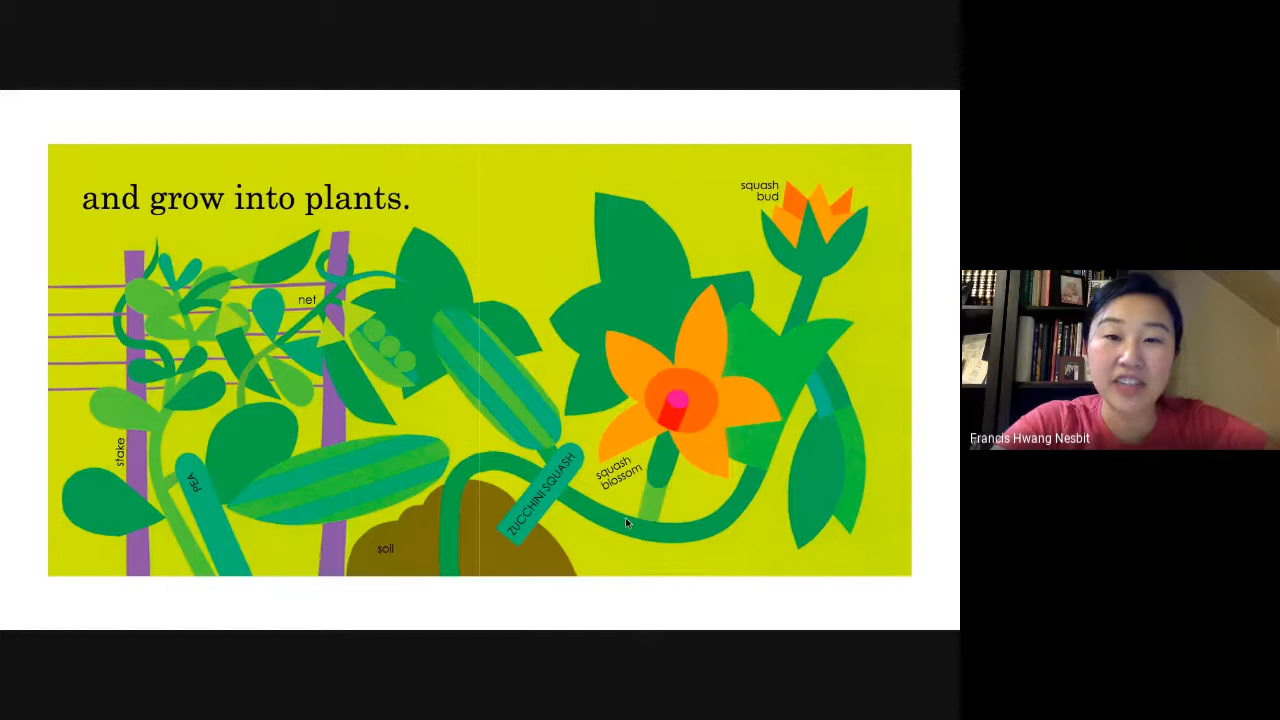 and grow into plants.
squash
bud
net
stake
PEA
squash
blossom
ZUCCHINI SQUASH
soil
Francis Hwang Nesbit